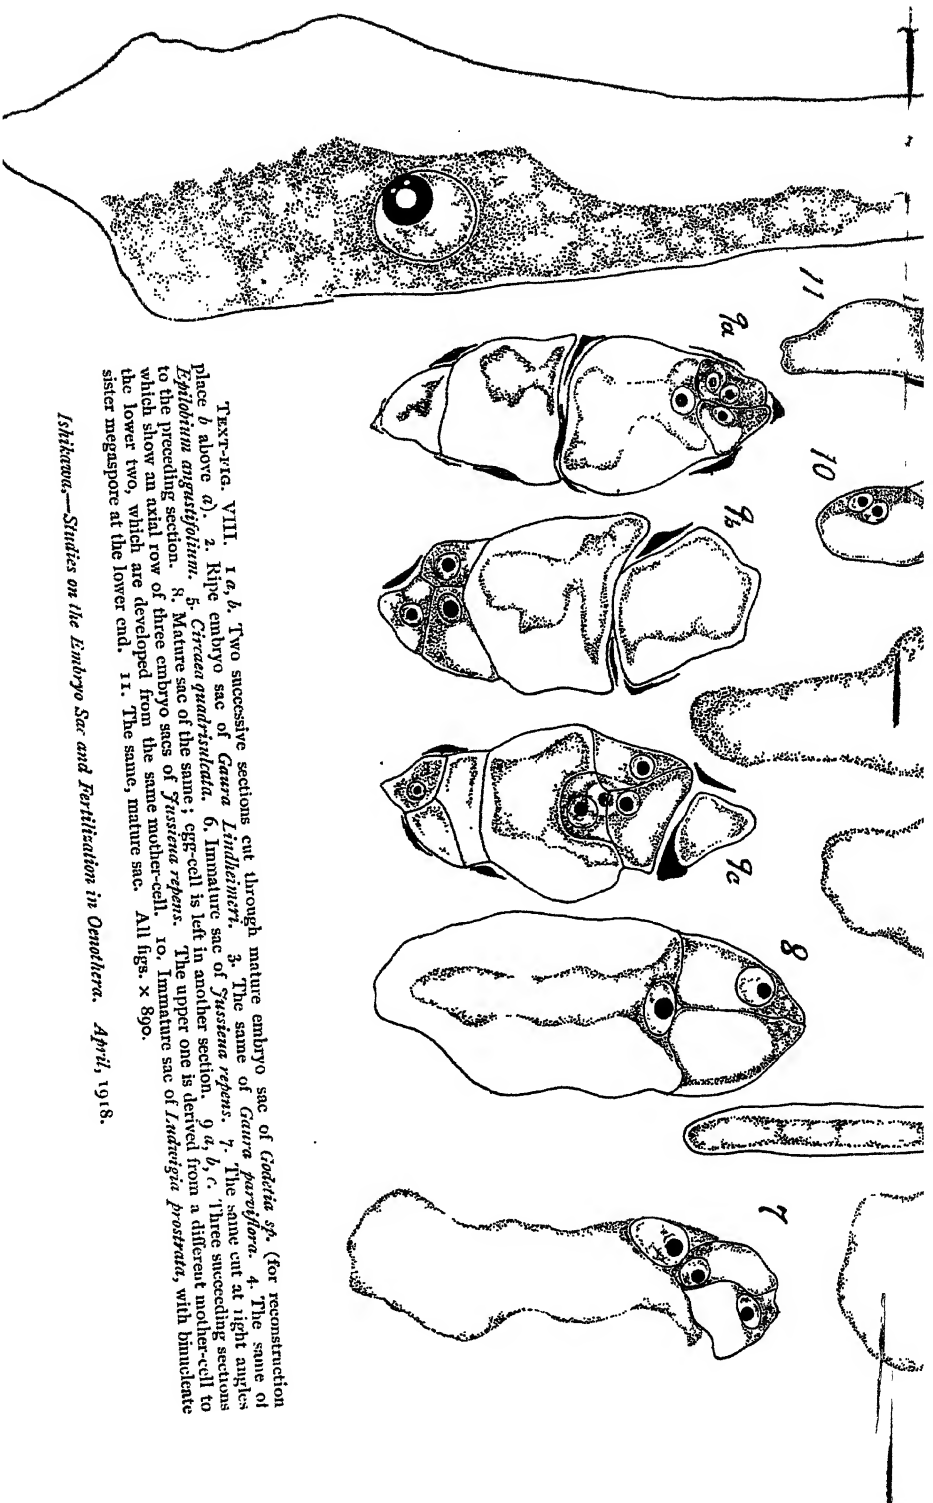 11
9a
10
9b
9c
8
7
TEXT-FIG. VIII. 1 a, b. Two successive sections cut through mature embryo sac of Godetia sp. (for reconstruction
place b above a). 2. Ripe embryo sac of Gaura Lindheimeri. 3. The same of Gaura parviflora. 4. The same of
Epilobium angustifolium. 5. Circaea quadrisulcata. 6. Immature sac of Jussiena repens. 7. The same cut at right angles
to the preceding section. 8. Mature sac of the same; egg-cell is left in another section. 9 a, b, c. Three succeeding sections
which show an axial row of three embryo sacs of Jussiena repens. The upper one is derived from a different mother-cell to
the lower two, which are developed from the same mother-cell. 10. Immature sac of Ludwigia prostrata, with binucleate
sister megaspore at the lower end. 11. The same, mature sac. All figs. x 890.
Ishikawa.—Studies on the Embryo Sac and Fertilization in Oenothera. April, 1918.